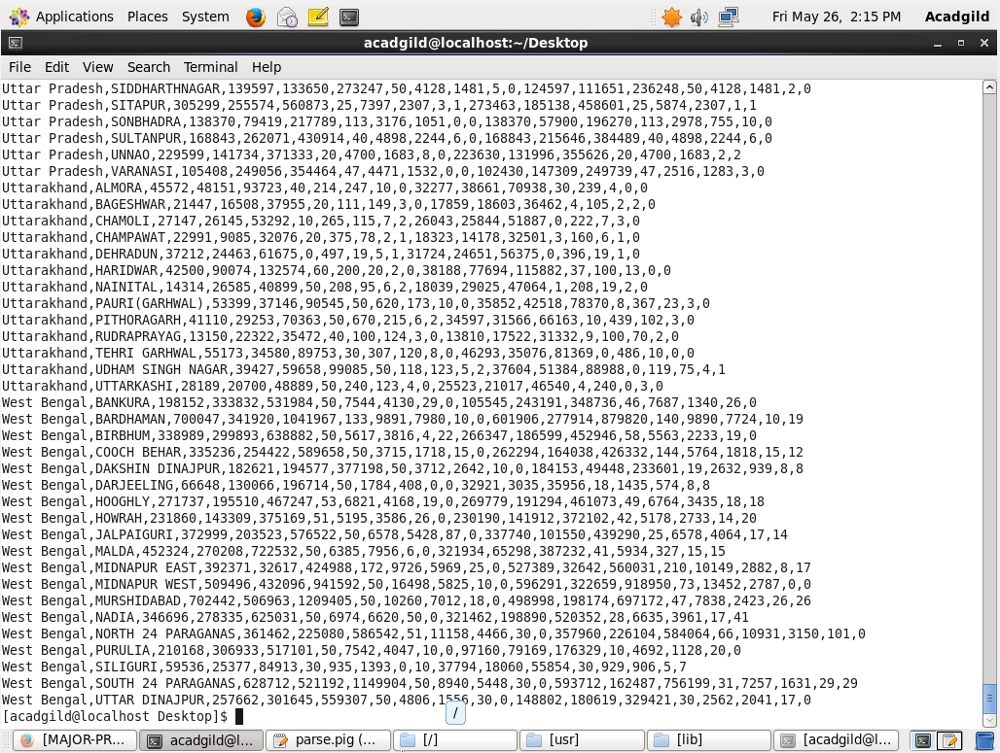 Applications Places System Fri May 26, 2:15 PM Acadgild
acadgild@localhost:~/Desktop
File Edit View Search Terminal Help
Uttar Pradesh,SIDDHARTHNAGAR,139597,133650,273247,50,4128,1481,5,0,124597,111651,236248,50,4128,1481,2,0
Uttar Pradesh,SITAPUR,305299,255574,560873,25,7397,2307,3,1,273463,185138,458601,25,5874,2307,1,1
Uttar Pradesh,SONBHADRA,138370,79419,217789,113,3176,1051,0,0,138370,57900,196270,113,2978,755,10,0
Uttar Pradesh,SULTANPUR,168843,262071,430914,40,4898,2244,6,0,168843,215646,384489,40,4898,2244,6,0
Uttar Pradesh,UNNAO,229599,141734,371333,20,4700,1683,8,0,223630,131996,355626,20,4700,1683,2,2
Uttar Pradesh,VARANASI,105408,249056,354464,47,4471,1532,0,0,102430,147309,249739,47,2516,1283,3,0
Uttarakhand,ALMORA,45572,48151,93723,40,214,247,10,0,32277,38661,70938,30,239,4,0,0
Uttarakhand,BAGESHWAR,21447,16508,37955,20,111,149,3,0,17859,18603,36462,4,105,2,2,0
Uttarakhand,CHAMOLI,27147,26145,53292,10,265,115,7,2,26043,25844,51887,0,222,7,3,0
Uttarakhand,CHAMPAWAT,22991,9085,32076,20,375,78,2,1,18323,14178,32501,3,160,6,1,0
Uttarakhand,DEHRADUN,37212,24463,61675,0,497,19,5,1,31724,24651,56375,0,396,19,1,0
Uttarakhand,HARIDWAR,42500,90074,132574,60,200,20,2,0,38188,77694,115882,37,100,13,0,0
Uttarakhand,NAINITAL,14314,26585,40899,50,208,95,6,2,18039,29025,47064,1,208,19,2,0
Uttarakhand,PAURI(GARHWAL),53399,37146,90545,50,620,173,10,0,35852,42518,78370,8,367,23,3,0
Uttarakhand,PITHORAGARH,41110,29253,70363,50,670,215,6,2,34597,31566,66163,10,439,102,3,0
Uttarakhand,RUDRAPRAYAG,13150,22322,35472,40,100,124,3,0,13810,17522,31332,9,100,70,2,0
Uttarakhand,TEHRI GARHWAL,55173,34580,89753,30,307,120,8,0,46293,35076,81369,0,486,10,0,0
Uttarakhand,UDHAM SINGH NAGAR,39427,59658,99085,50,118,123,5,2,37604,51384,88988,0,119,75,4,1
Uttarakhand,UTTARKASHI,28189,20700,48889,50,240,123,4,0,25523,21017,46540,4,240,0,3,0
West Bengal,BANKURA,198152,333832,531984,50,7544,4130,29,0,105545,243191,348736,46,7687,1340,26,0
West Bengal,BARDHAMAN,700047,341920,1041967,133,9891,7980,10,0,601906,277914,879820,140,9890,7724,10,19
West Bengal,BIRBHUM,338989,299893,638882,50,5617,3816,4,22,266347,186599,452946,58,5563,2233,19,0
West Bengal,COOCH BEHAR,335236,254422,589658,50,3715,1718,15,0,262294,164038,426332,144,5764,1818,15,12
West Bengal,DAKSHIN DINAJPUR,182621,194577,377198,50,3712,2642,10,0,184153,49448,233601,19,2632,939,8,8
West Bengal,DARJEELING,66648,130066,196714,50,1784,408,0,0,32921,3035,35956,18,1435,574,8,8
West Bengal,HOOGHLY,271737,195510,467247,53,6821,4168,19,0,269779,191294,461073,49,6764,3435,18,18
West Bengal,HOWRAH,231860,143309,375169,51,5195,3586,26,0,230190,141912,372102,42,5178,2733,14,20
West Bengal,JALPAIGURI,372999,203523,576522,50,6578,5428,87,0,337740,101550,439290,25,6578,4064,17,14
West Bengal,MALDA,452324,270208,722532,50,6385,7956,6,0,321934,65298,387232,41,5934,327,15,15
West Bengal,MIDNAPUR EAST,392371,32617,424988,172,9726,5969,25,0,527389,32642,560031,210,10149,2882,8,17
West Bengal,MIDNAPUR WEST,509496,432096,941592,50,16498,5825,10,0,596291,322659,918950,73,13452,2787,0,0
West Bengal,MURSHIDABAD,702442,506963,1209405,50,10260,7012,18,0,498998,198174,697172,47,7838,2423,26,26
West Bengal,NADIA,346696,278335,625031,50,6974,6620,50,0,321462,198890,520352,28,6635,3961,17,41
West Bengal,NORTH 24 PARAGANAS,361462,225080,586542,51,11158,4466,30,0,357960,226104,584064,66,10931,3150,101,0
West Bengal,PURULIA,210168,306933,517101,50,7542,4047,10,0,97160,79169,176329,10,4692,1128,20,0
West Bengal,SILIGURI,59536,25377,84913,30,935,1393,0,10,37794,18060,55854,30,929,906,5,7
West Bengal,SOUTH 24 PARAGANAS,628712,521192,1149904,50,8940,5448,30,0,593712,162487,756199,31,7257,1631,29,29
West Bengal,UTTAR DINAJPUR,257662,301645,559307,50,4806,1556,30,0,148802,180619,329421,30,2562,2041,17,0
[acadgild@localhost Desktop]$
/
[MAJOR-PR... acadgild@l... parse.pig (... [/] [usr] [lib] [acadgild@l...